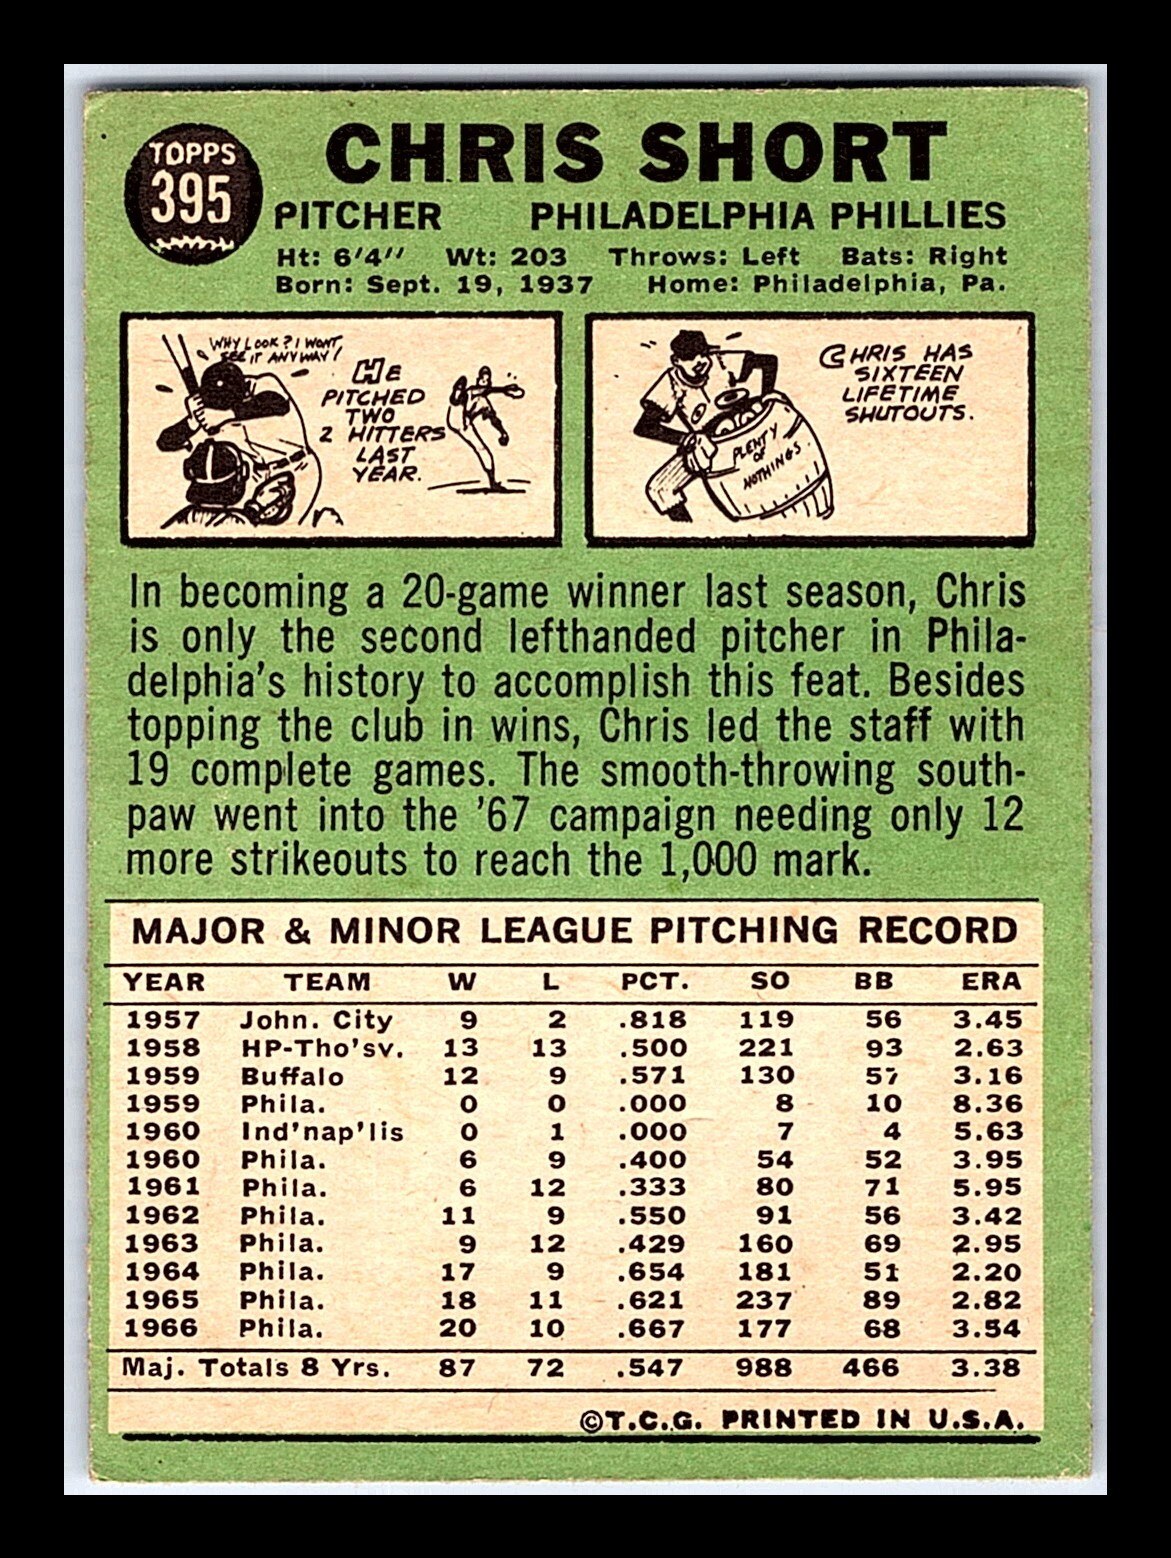 TOPPS
395
CHRIS SHORT
PITCHER PHILADELPHIA PHILLIES
Ht: 6'4" Wt: 203 Throws: Left Bats: Right
Born: Sept. 19, 1937 Home: Philadelphia, Pa.
WHY LOOK? I WONT
SEE IT ANYWAY!
HE
PITCHED
TWO
2 HITTERS
LAST
YEAR.
CHRIS HAS
SIXTEEN
LIFETIME
SHUTOUTS.
PLENTY
OF
NOTHINGS.
In becoming a 20-game winner last season, Chris
is only the second lefthanded pitcher in Phila-
delphia's history to accomplish this feat. Besides
topping the club in wins, Chris led the staff with
19 complete games. The smooth-throwing south-
paw went into the '67 campaign needing only 12
more strikeouts to reach the 1,000 mark.
MAJOR & MINOR LEAGUE PITCHING RECORD
YEAR TEAM W L PCT. SO BB ERA
1957 John. City 9 2 .818 119 56 3.45
1958 HP-Tho'sv. 13 13 .500 221 93 2.63
1959 Buffalo 12 9 .571 130 57 3.16
1959 Phila. 0 0 .000 8 10 8.36
1960 Ind'nap'lis 0 1 .000 7 4 5.63
1960 Phila. 6 9 .400 54 52 3.95
1961 Phila. 6 12 .333 80 71 5.95
1962 Phila. 11 9 .550 91 56 3.42
1963 Phila. 9 12 .429 160 69 2.95
1964 Phila. 17 9 .654 181 51 2.20
1965 Phila. 18 11 .621 237 89 2.82
1966 Phila. 20 10 .667 177 68 3.54
Maj. Totals 8 Yrs. 87 72 .547 988 466 3.38
©T.C.G. PRINTED IN U.S.A.